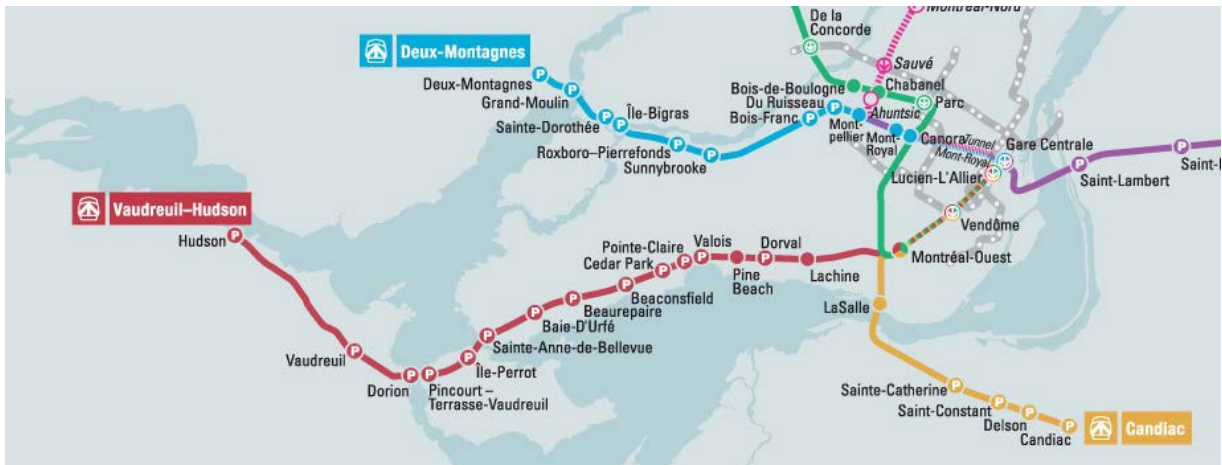 Montréal-Nord
De la
Concorde
Deux-Montagnes
Sauvé
Deux-Montagnes
Bois-de-Boulogne
Chabanel
Grand-Moulin
Du Ruisseau
Parc
Île-Bigras
Ahuntsic
Sainte-Dorothée
Bois-Franc
Mont-
pellier
Mont-
Royal
Canora
Tunnel
Mont-Royal
Gare Centrale
Roxboro–Pierrefonds
Sunnybrooke
Lucien-L'Allier
Saint-Lambert
Vaudreuil–Hudson
Vendôme
Hudson
Pointe-Claire
Valois
Dorval
Cedar Park
Montréal-Ouest
Pine
Beach
Lachine
Beaconsfield
LaSalle
Beaurepaire
Baie-D'Urfé
Sainte-Anne-de-Bellevue
Vaudreuil
Île-Perrot
Dorion
Pincourt –
Terrasse-Vaudreuil
Sainte-Catherine
Saint-Constant
Delson
Candiac
Candiac